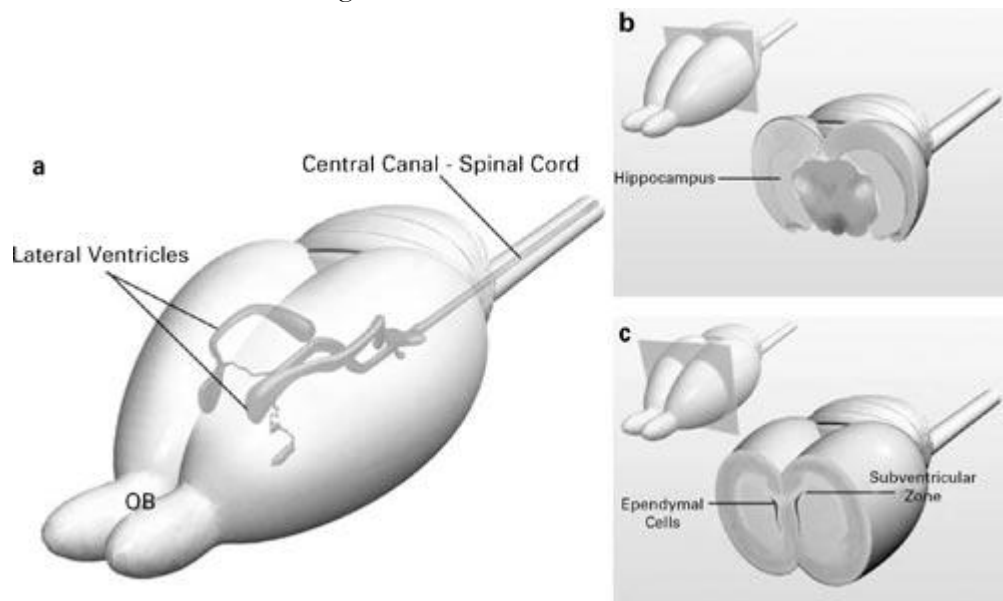 a
Central Canal - Spinal Cord
Lateral Ventricles
OB
b
Hippocampus
c
Subventricular
Zone
Ependymal
Cells